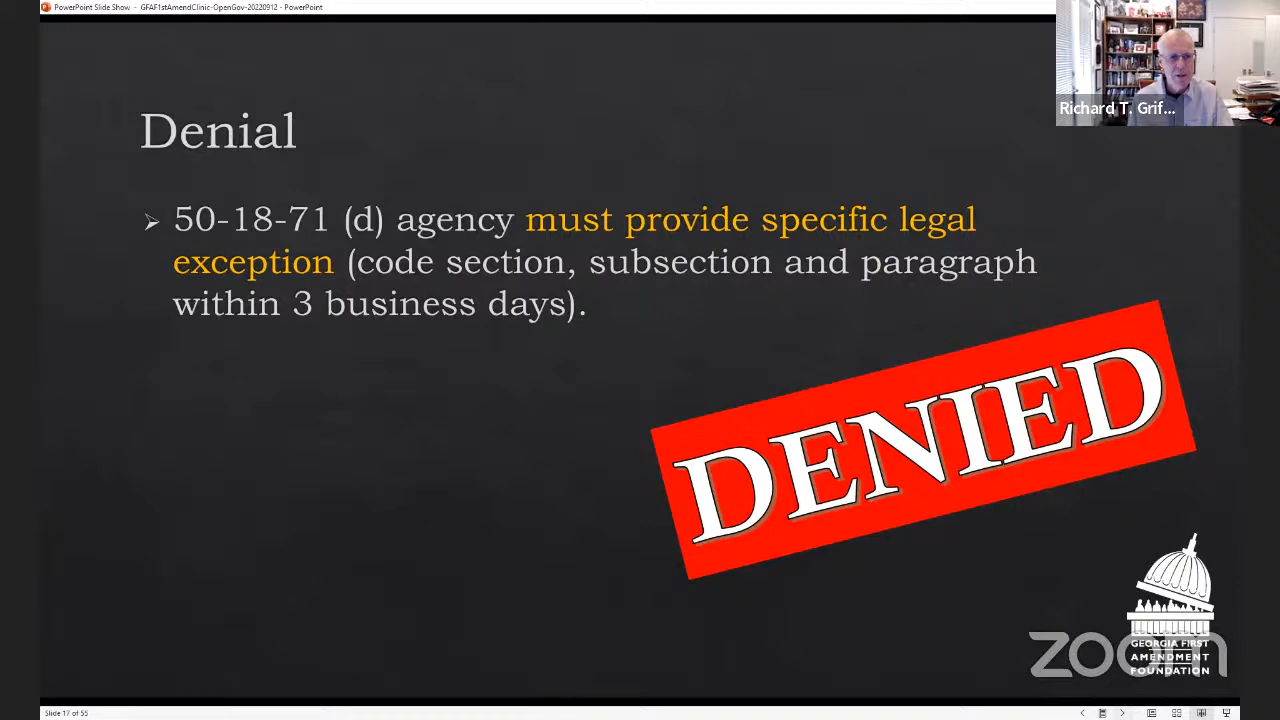 PowerPoint Slide Show - GFAF1stAmendClinic-OpenGov-20220912 - PowerPoint
Richard T. Grif...
Denial
50-18-71 (d) agency must provide specific legal
exception (code section, subsection and paragraph
within 3 business days).
DENIED
zoom
GEORGIA FIRST
AMENDMENT
FOUNDATION
Slide 17 of 55